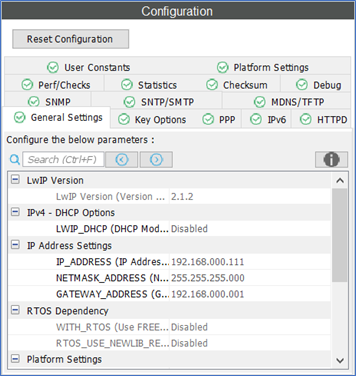 Configuration
Reset Configuration
User Constants Platform Settings
Perf/Checks Statistics Checksum Debug
SNMP SNTP/SMTP MDNS/TFTP
General Settings Key Options PPP IPv6 HTTPD
Configure the below parameters :
Search (Ctrl+F)
LwIP Version
LwIP Version (Version ... 2.1.2
IPv4 - DHCP Options
LWIP_DHCP (DHCP Mod... Disabled
IP Address Settings
IP_ADDRESS (IP Addres... 192.168.000.111
NETMASK_ADDRESS (N... 255.255.255.000
GATEWAY_ADDRESS (G... 192.168.000.001
RTOS Dependency
WITH_RTOS (Use FREE... Disabled
RTOS_USE_NEWLIB_RE... Disabled
Platform Settings